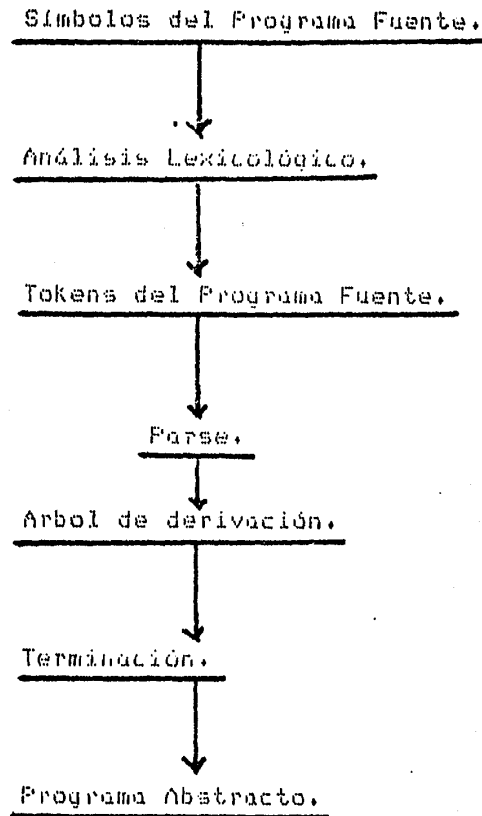 Símbolos del Programa Fuente.
Análisis Lexicológico.
Tokens del Programa Fuente.
Parse.
Arbol de derivación.
Terminación.
Programa Abstracto.